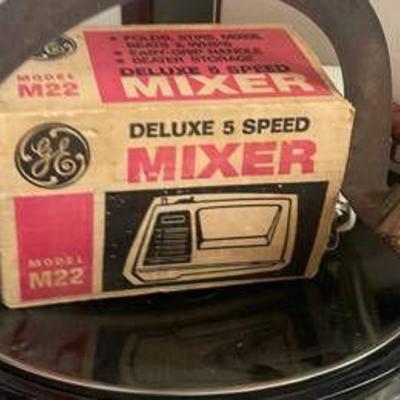 • FOLDS, STIRS, MIXES,
BEATS & WHIPS
• EASY-GRIP HANDLE
• BEATER STORAGE
DELUXE 5 SPEED
MIXER
MODEL
M22
GE
DELUXE 5 SPEED
MIXER
MODEL
M22